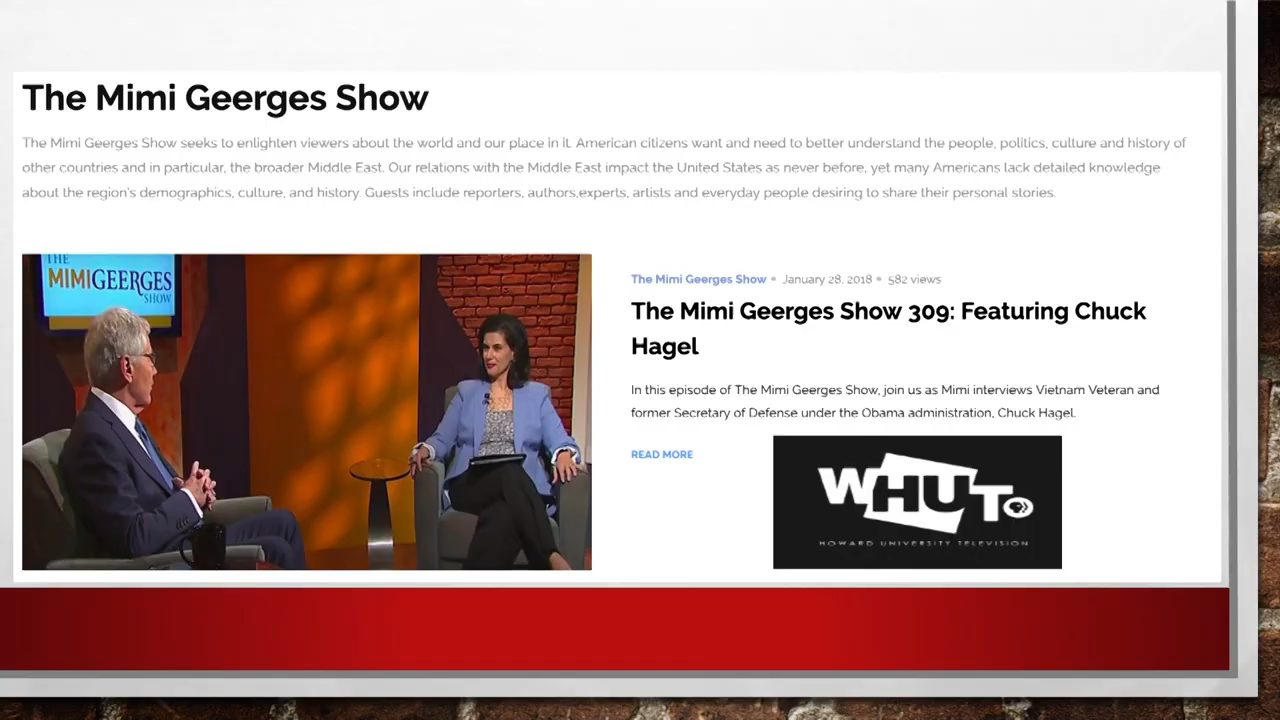 The Mimi Geerges Show
The Mimi Geerges Show seeks to enlighten viewers about the world and our place in it. American citizens want and need to better understand the people, politics, culture and history of
other countries and in particular, the broader Middle East. Our relations with the Middle East impact the United States as never before, yet many Americans lack detailed knowledge
about the region's demographics, culture, and history. Guests include reporters, authors,experts, artists and everyday people desiring to share their personal stories.
THE
MIMIGEERGES
SHOW
The Mimi Geerges Show • January 28, 2018 • 582 views
The Mimi Geerges Show 309: Featuring Chuck
Hagel
In this episode of The Mimi Geerges Show, join us as Mimi interviews Vietnam Veteran and
former Secretary of Defense under the Obama administration, Chuck Hagel.
READ MORE
WHUT
HOWARD UNIVERSITY TELEVISION